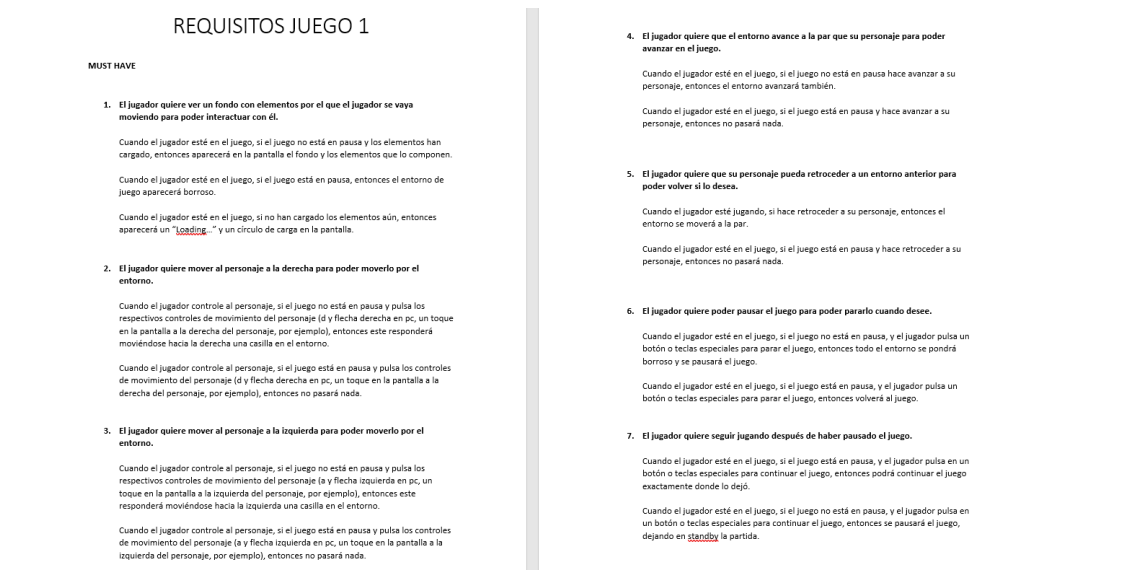 REQUISITOS JUEGO 1
MUST HAVE
1. El jugador quiere ver un fondo con elementos por el que el jugador se vaya
moviendo para poder interactuar con él.
Cuando el jugador esté en el juego, si el juego no está en pausa y los elementos han
cargado, entonces aparecerá en la pantalla el fondo y los elementos que lo componen.
Cuando el jugador esté en el juego, si el juego está en pausa, entonces el entorno de
juego aparecerá borroso.
Cuando el jugador esté en el juego, si no han cargado los elementos aún, entonces
aparecerá un "Loading…" y un círculo de carga en la pantalla.
2. El jugador quiere mover al personaje a la derecha para poder moverlo por el
entorno.
Cuando el jugador controle al personaje, si el juego no está en pausa y pulsa los
respectivos controles de movimiento del personaje (d y flecha derecha en pc, un toque
en la pantalla a la derecha del personaje, por ejemplo), entonces este responderá
moviéndose hacia la derecha una casilla en el entorno.
Cuando el jugador controle al personaje, si el juego está en pausa y pulsa los controles
de movimiento del personaje (d y flecha derecha en pc, un toque en la pantalla a la
derecha del personaje, por ejemplo), entonces no pasará nada.
3. El jugador quiere mover al personaje a la izquierda para poder moverlo por el
entorno.
Cuando el jugador controle al personaje, si el juego no está en pausa y pulsa los
respectivos controles de movimiento del personaje (a y flecha izquierda en pc, un
toque en la pantalla a la izquierda del personaje, por ejemplo), entonces este
responderá moviéndose hacia la izquierda una casilla en el entorno.
Cuando el jugador controle al personaje, si el juego está en pausa y pulsa los controles
de movimiento del personaje (a y flecha izquierda en pc, un toque en la pantalla a la
izquierda del personaje, por ejemplo), entonces no pasará nada.
4. El jugador quiere que el entorno avance a la par que su personaje para poder
avanzar en el juego.
Cuando el jugador esté en el juego, si el juego no está en pausa hace avanzar a su
personaje, entonces el entorno avanzará también.
Cuando el jugador esté en el juego, si el juego está en pausa y hace avanzar a su
personaje, entonces no pasará nada.
5. El jugador quiere que su personaje pueda retroceder a un entorno anterior para
poder volver si lo desea.
Cuando el jugador esté jugando, si hace retroceder a su personaje, entonces el
entorno se moverá a la par.
Cuando el jugador esté en el juego, si el juego está en pausa y hace retroceder a su
personaje, entonces no pasará nada.
6. El jugador quiere poder pausar el juego para poder pararlo cuando desee.
Cuando el jugador esté en el juego, si el juego no está en pausa, y el jugador pulsa un
botón o teclas especiales para parar el juego, entonces todo el entorno se pondrá
borroso y se pausará el juego.
Cuando el jugador esté en el juego, si el juego está en pausa, y el jugador pulsa un
botón o teclas especiales para parar el juego, entonces volverá al juego.
7. El jugador quiere seguir jugando después de haber pausado el juego.
Cuando el jugador esté en el juego, si el juego está en pausa, y el jugador pulsa en un
botón o teclas especiales para continuar el juego, entonces podrá continuar el juego
exactamente donde lo dejó.
Cuando el jugador esté en el juego, si el juego no está en pausa, y el jugador pulsa en
un botón o teclas especiales para continuar el juego, entonces se pausará el juego,
dejando en standby la partida.